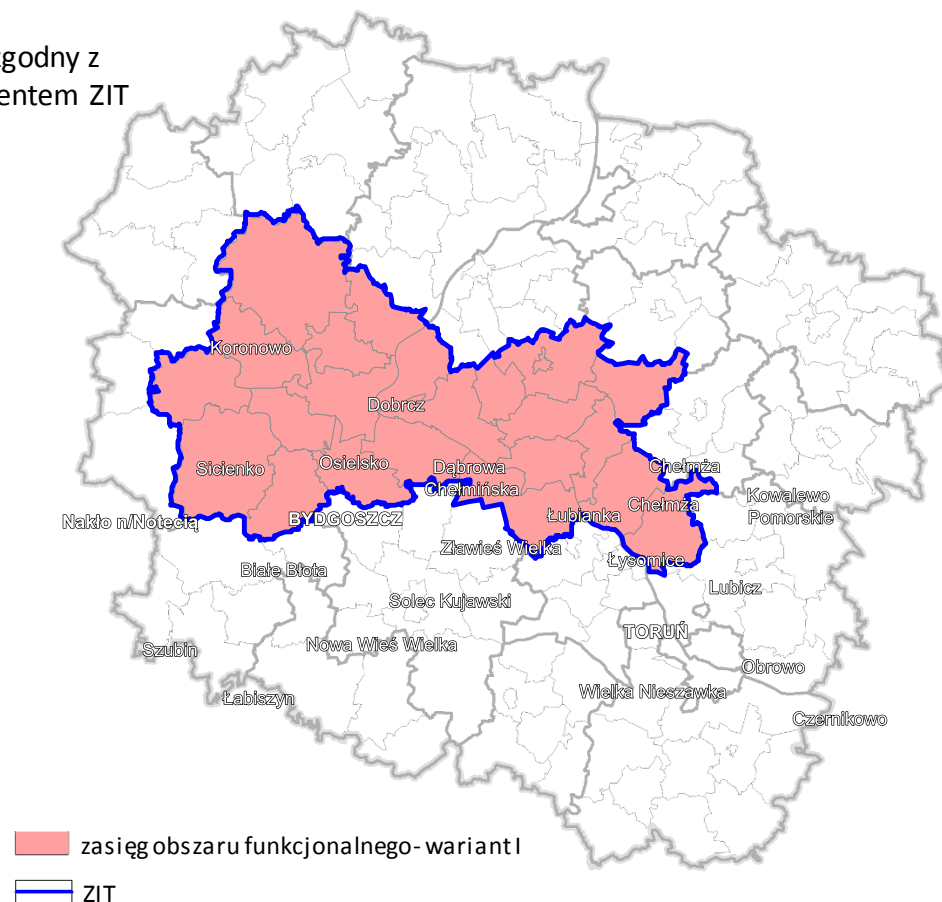 zgodny z
entem ZIT
Koronowo
Dobrcz
Sicienko
Osielsko
Dąbrowa
Chełmińska
Chełmża
Chełmża
Kowalewo
Pomorskie
Nakło n/Notecią
BYDGOSZCZ
Łubianka
Zławieś Wielka
Łysomice
Białe Błota
Lubicz
Solec Kujawski
TORUŃ
Szubin
Nowa Wieś Wielka
Obrowo
Łabiszyn
Wielka Nieszawka
Czernikowo
zasięg obszaru funkcjonalnego- wariant I
ZIT